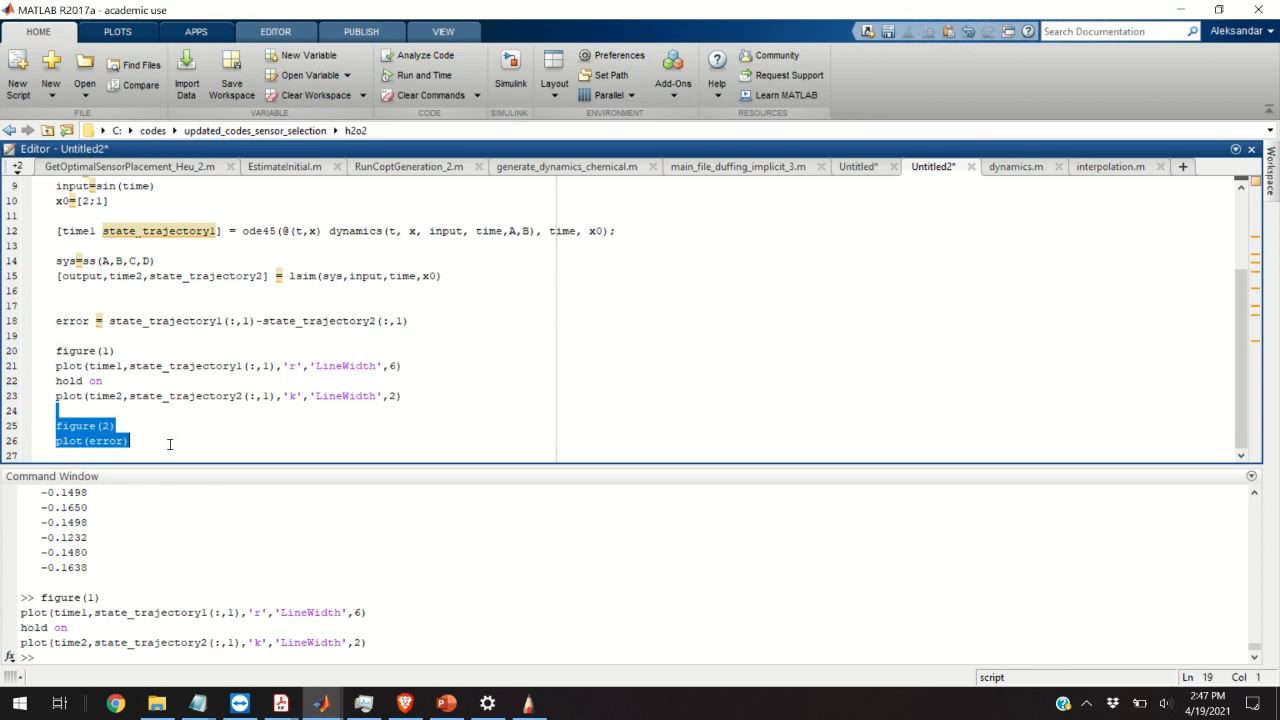 MATLAB R2017a - academic use
HOME PLOTS APPS EDITOR PUBLISH VIEW Search Documentation Aleksandar
New Script New Open Find Files Compare Import Data Save Workspace New Variable Open Variable Clear Workspace Analyze Code Run and Time Clear Commands Simulink Layout Preferences Set Path Parallel Add-Ons Help Community Request Support Learn MATLAB
FILE VARIABLE CODE SIMULINK ENVIRONMENT RESOURCES
C: codes updated_codes_sensor_selection h2o2
Editor - Untitled2*
+2 GetOptimalSensorPlacement_Heu_2.m EstimateInitial.m RunCoptGeneration_2.m generate_dynamics_chemical.m main_file_duffing_implicit_3.m Untitled* Untitled2* dynamics.m interpolation.m
Workspace
9 input=sin(time)
10 x0=[2;1]
11
12 [time1 state_trajectory1] = ode45(@(t,x) dynamics(t, x, input, time,A,B), time, x0);
13
14 sys=ss(A,B,C,D)
15 [output,time2,state_trajectory2] = lsim(sys,input,time,x0)
16
17
18 error = state_trajectory1(:,1)-state_trajectory2(:,1)
19
20 figure(1)
21 plot(time1,state_trajectory1(:,1),'r','LineWidth',6)
22 hold on
23 plot(time2,state_trajectory2(:,1),'k','LineWidth',2)
24
25 figure(2)
26 plot(error)
27
Command Window
-0.1498
-0.1650
-0.1498
-0.1232
-0.1480
-0.1638
>> figure(1)
plot(time1,state_trajectory1(:,1),'r','LineWidth',6)
hold on
plot(time2,state_trajectory2(:,1),'k','LineWidth',2)
fx >>
script Ln 19 Col 1
2:47 PM
4/19/2021